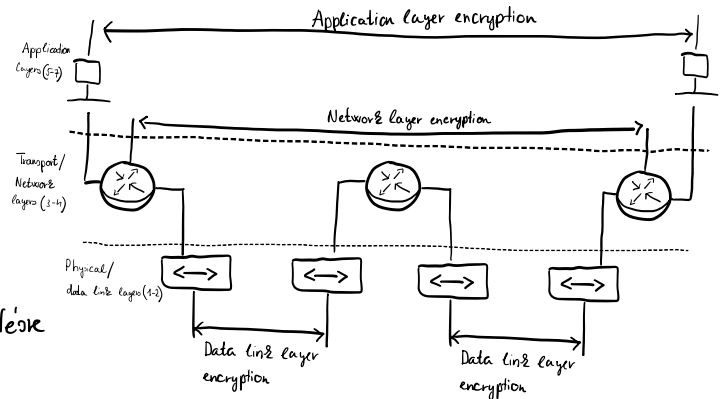 Application layer encryption
Application
layers (5-7)
Network layer encryption
Transport/
Network
layers (3-4)
Physical/
data link layers (1-2)
Data link layer
encryption
Data link layer
encryption